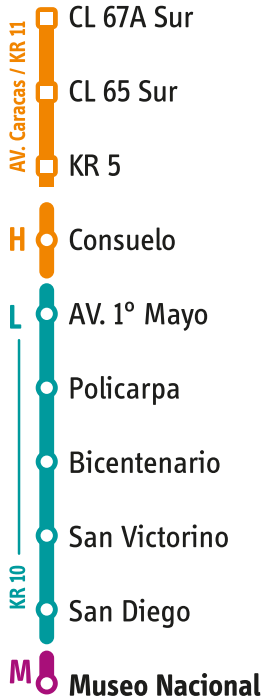 CL 67A Sur
AV. Caracas / KR 11
CL 65 Sur
KR 5
H
Consuelo
L
AV. 1º Mayo
Policarpa
Bicentenario
San Victorino
KR 10
San Diego
M
Museo Nacional